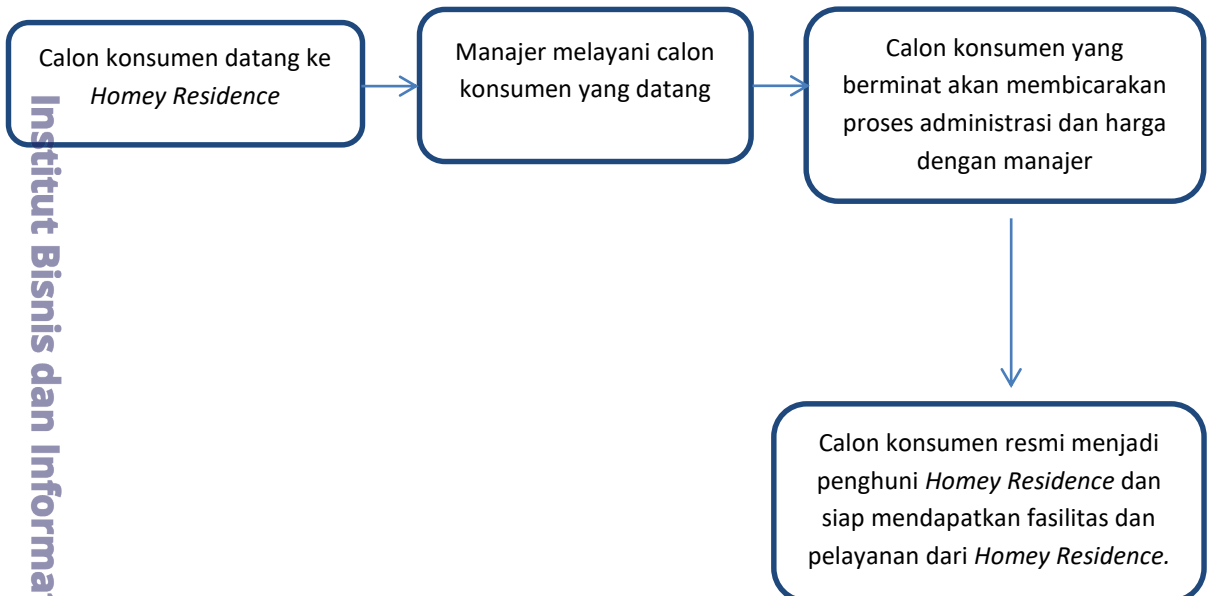 Calon konsumen datang ke
Homey Residence
Manajer melayani calon
konsumen yang datang
Calon konsumen yang
berminat akan membicarakan
proses administrasi dan harga
dengan manajer
Calon konsumen resmi menjadi
penghuni Homey Residence dan
siap mendapatkan fasilitas dan
pelayanan dari Homey Residence.
Institut Bisnis dan Informa